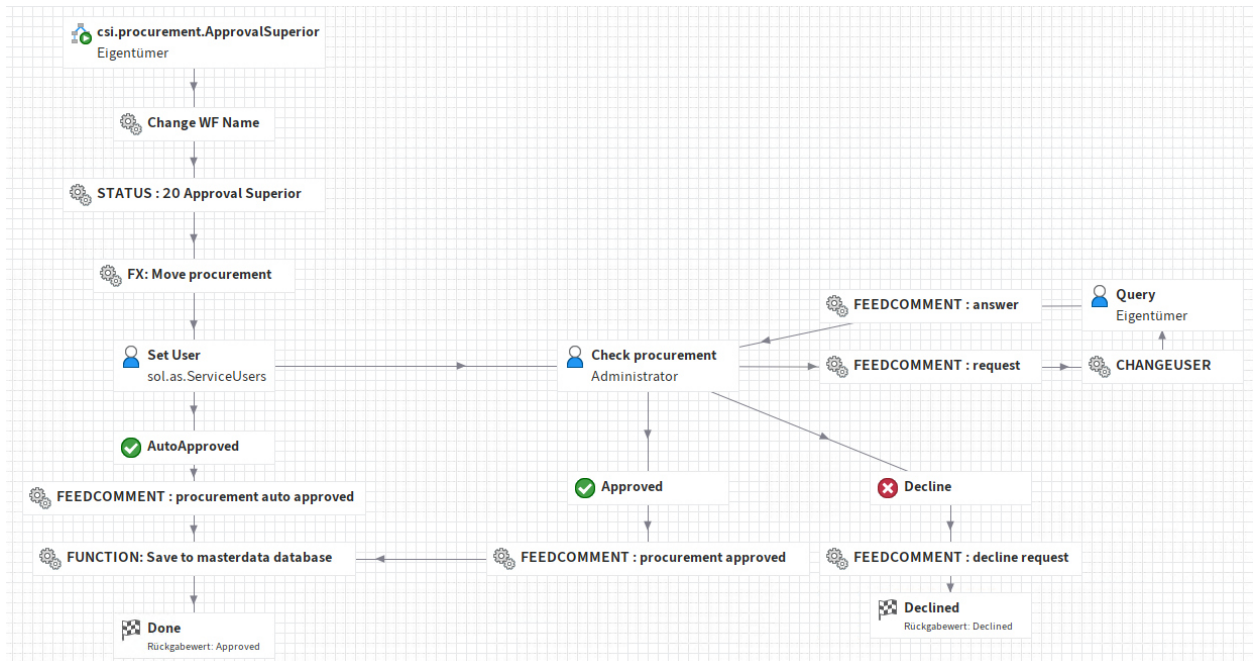 csi.procurement.ApprovalSuperior
Eigentümer
Change WF Name
STATUS : 20 Approval Superior
FX: Move procurement
FEEDCOMMENT : answer
Query
Eigentümer
Set User
sol.as.ServiceUsers
Check procurement
Administrator
FEEDCOMMENT : request
CHANGEUSER
AutoApproved
Approved
Decline
FEEDCOMMENT : procurement auto approved
FUNCTION: Save to masterdata database
FEEDCOMMENT : procurement approved
FEEDCOMMENT : decline request
Done
Rückgabewert: Approved
Declined
Rückgabewert: Declined